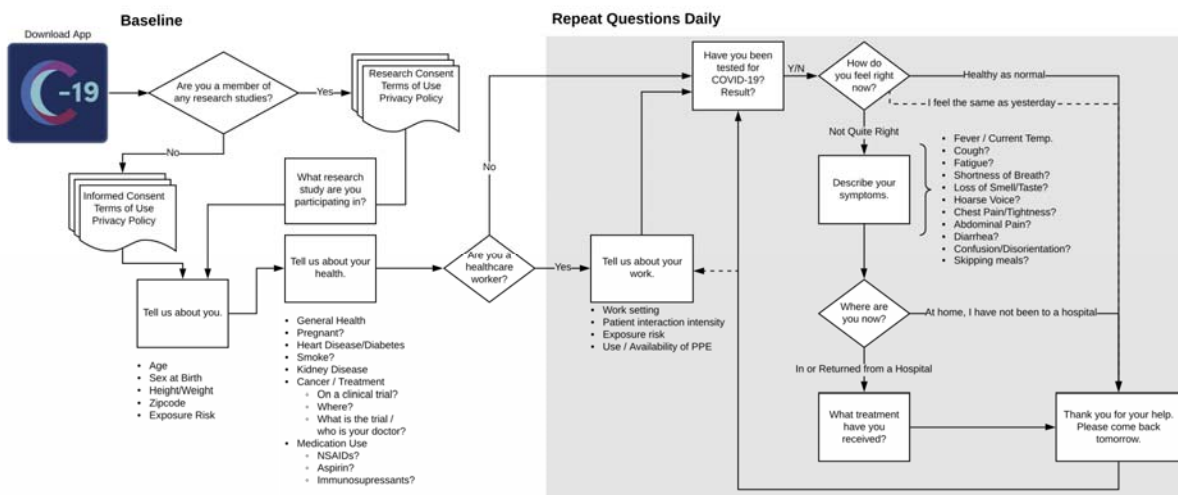 Baseline
Repeat Questions Daily
Download App
-19
Are you a member of
any research studies?
Yes
Research Consent
Terms of Use
Privacy Policy
No
Informed Consent
Terms of Use
Privacy Policy
What research
study are you
participating in?
Tell us about you.
Age
Sex at Birth
Height/Weight
Zipcode
Exposure Risk
Tell us about your
health.
General Health
Pregnant?
Heart Disease/Diabetes
Smoke?
Kidney Disease
Cancer / Treatment
On a clinical trial?
Where?
What is the trial /
who is your doctor?
Medication Use
NSAIDs?
Aspirin?
Immunosupressants?
Are you a
healthcare
worker?
No
Yes
Tell us about your
work.
Work setting
Patient interaction intensity
Exposure risk
Use / Availability of PPE
Have you been
tested for
COVID-19?
Result?
Y/N
How do
you feel right
now?
Healthy as normal
I feel the same as yesterday
Not Quite Right
Describe your
symptoms.
Fever / Current Temp.
Cough?
Fatigue?
Shortness of Breath?
Loss of Smell/Taste?
Hoarse Voice?
Chest Pain/Tightness?
Abdominal Pain?
Diarrhea?
Confusion/Disorientation?
Skipping meals?
Where are
you now?
At home, I have not been to a hospital
In or Returned from a Hospital
What treatment
have you
received?
Thank you for your help.
Please come back
tomorrow.